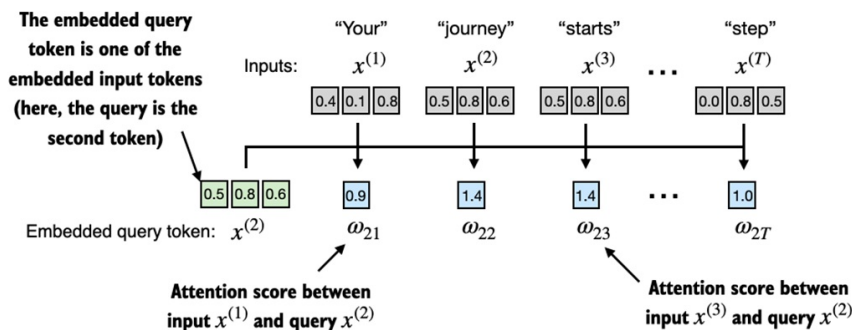 The embedded query
token is one of the
embedded input tokens
(here, the query is the
second token)
"Your" "journey" "starts" "step"
Inputs: x^(1) x^(2) x^(3) ... x^(T)
0.4 0.1 0.8 0.5 0.8 0.6 0.5 0.8 0.6 0.0 0.8 0.5
0.5 0.8 0.6 0.9 1.4 1.4 ... 1.0
Embedded query token: x^(2) ω_21 ω_22 ω_23 ω_2T
Attention score between
input x^(1) and query x^(2)
Attention score between
input x^(3) and query x^(2)